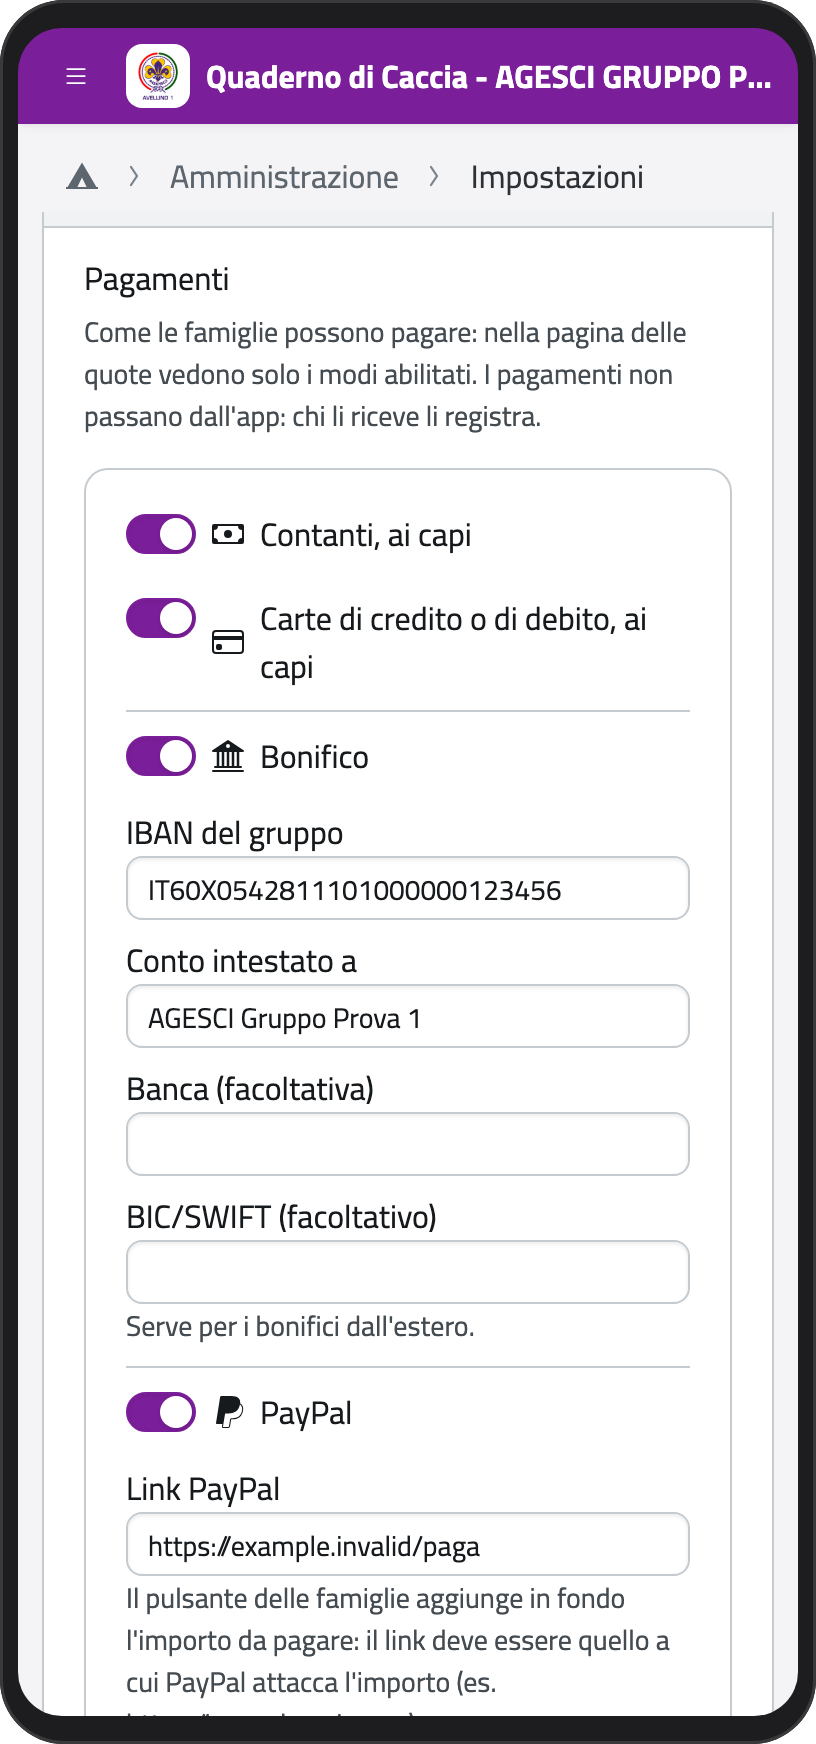 AVELLINO 1
Quaderno di Caccia - AGESCI GRUPPO P...
Amministrazione
Impostazioni
Pagamenti
Come le famiglie possono pagare: nella pagina delle
quote vedono solo i modi abilitati. I pagamenti non
passano dall'app: chi li riceve li registra.
Contanti, ai capi
Carte di credito o di debito, ai
capi
Bonifico
IBAN del gruppo
IT60X0542811101000000123456
Conto intestato a
AGESCI Gruppo Prova 1
Banca (facoltativa)
BIC/SWIFT (facoltativo)
Serve per i bonifici dall'estero.
PayPal
Link PayPal
https://example.invalid/paga
Il pulsante delle famiglie aggiunge in fondo
l'importo da pagare: il link deve essere quello a
cui PayPal attacca l'importo (es.